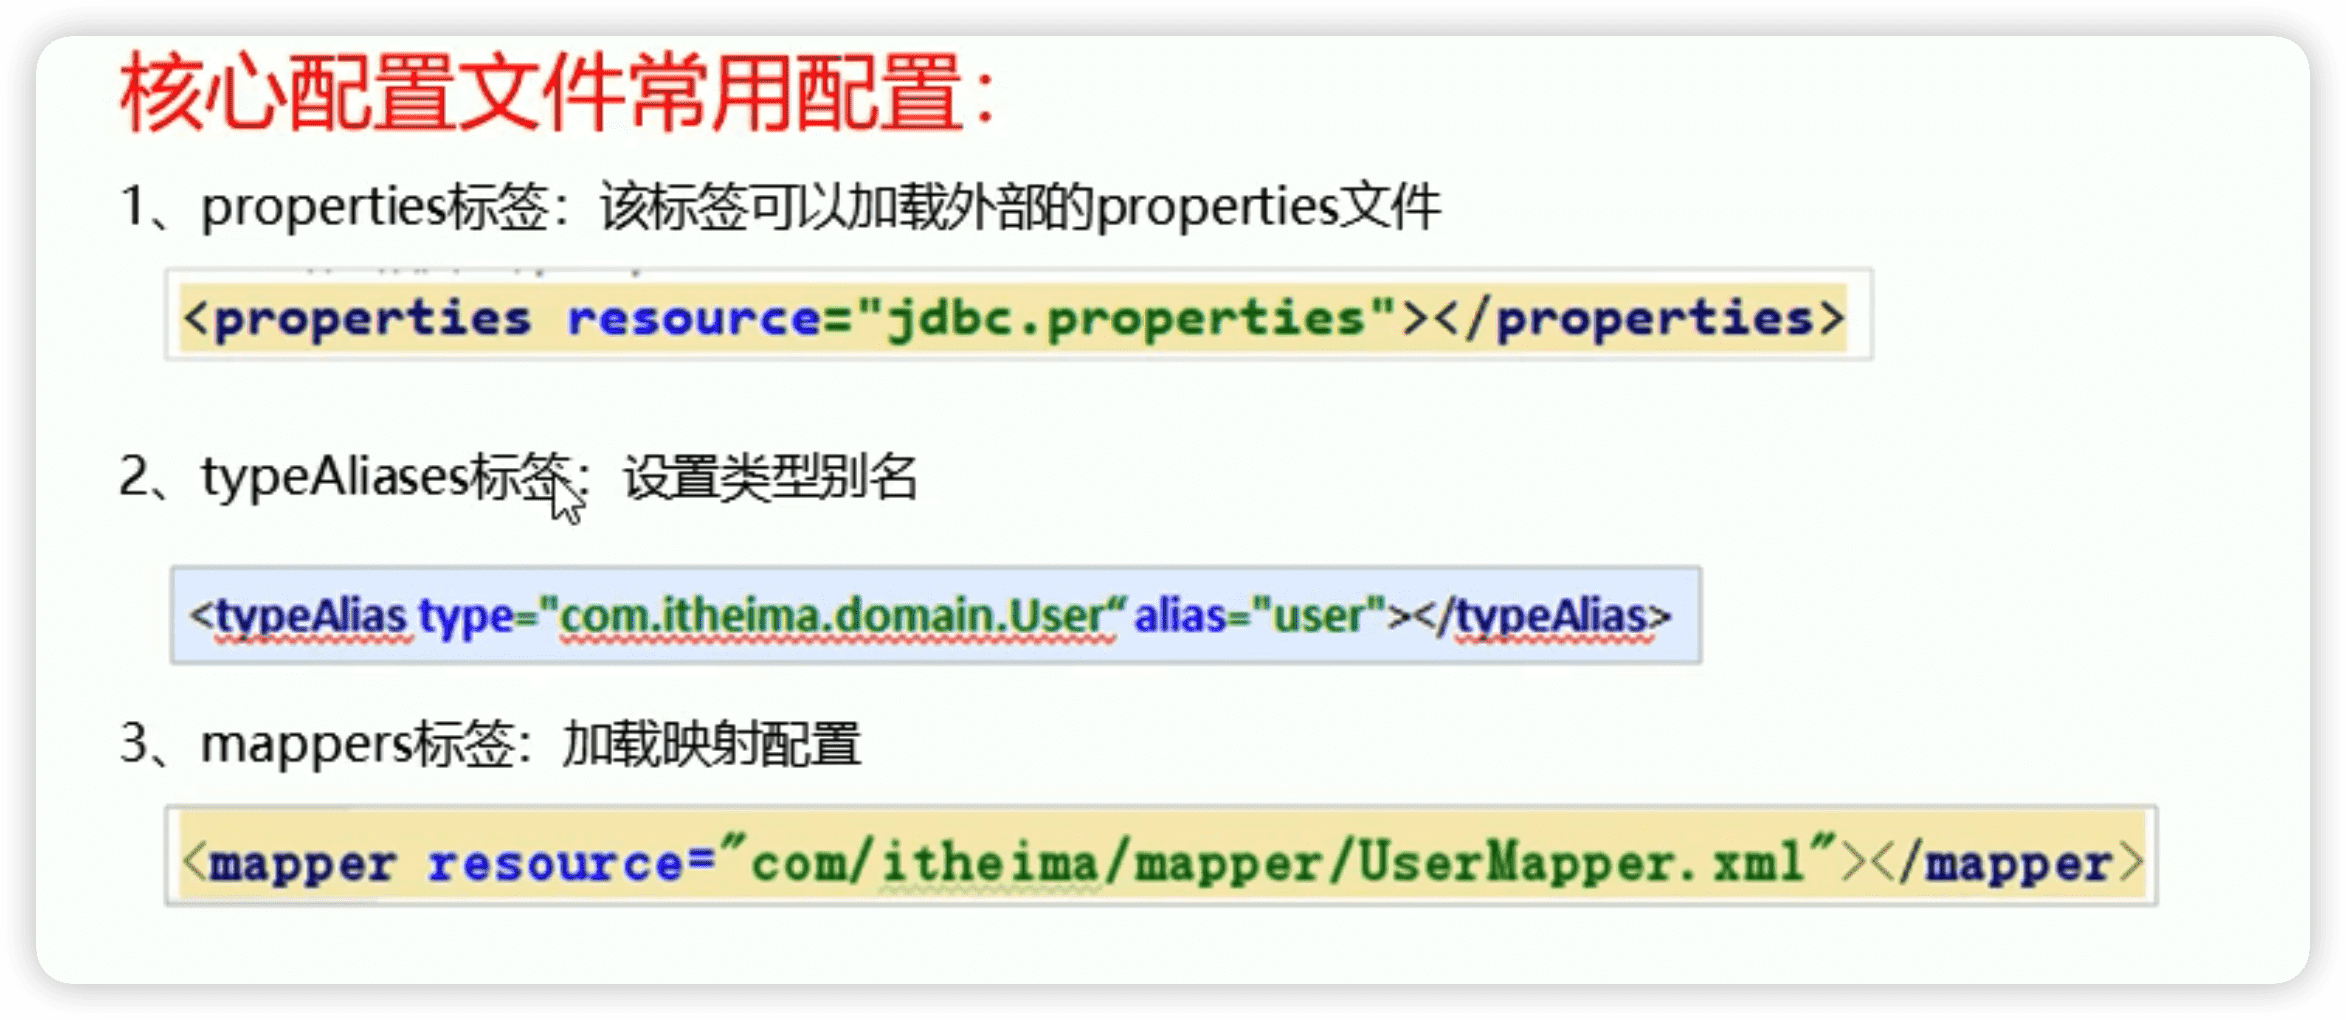 核心配置文件常用配置：
1、properties标签：该标签可以加载外部的properties文件
<properties resource="jdbc.properties"></properties>
2、typeAliases标签：设置类型别名
<typeAlias type="com.itheima.domain.User“ alias="user"></typeAlias>
3、mappers标签：加载映射配置
<mapper resource="com/itheima/mapper/UserMapper.xml"></mapper>